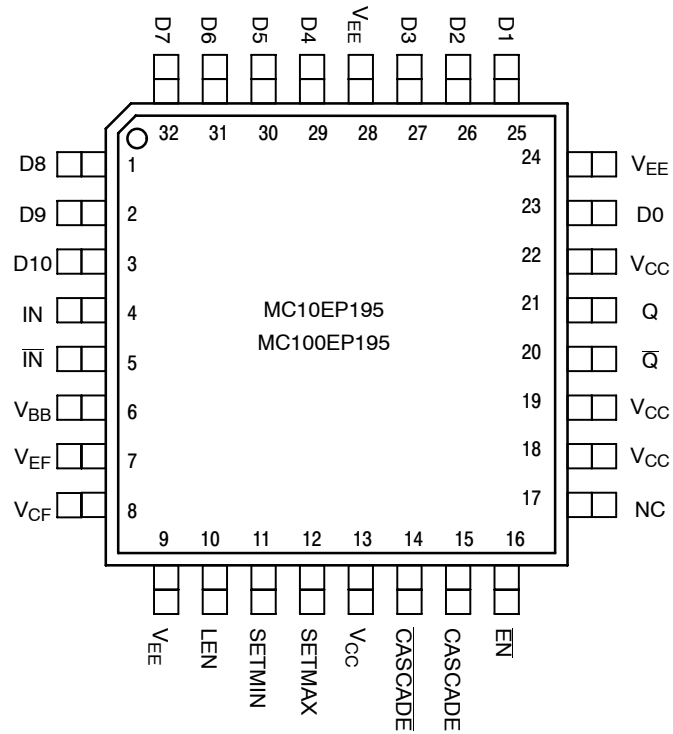 D7 D6 D5 D4 VEE D3 D2 D1
32 31 30 29 28 27 26 25
D8 1 24 VEE
D9 2 23 D0
D10 3 22 VCC
IN 4 MC10EP195 21 Q
I̅N̅ 5 MC100EP195 20 Q̅
VBB 6 19 VCC
VEF 7 18 VCC
VCF 8 17 NC
9 10 11 12 13 14 15 16
VEE LEN SETMIN SETMAX VCC C̅A̅S̅C̅A̅D̅E̅ CASCADE E̅N̅